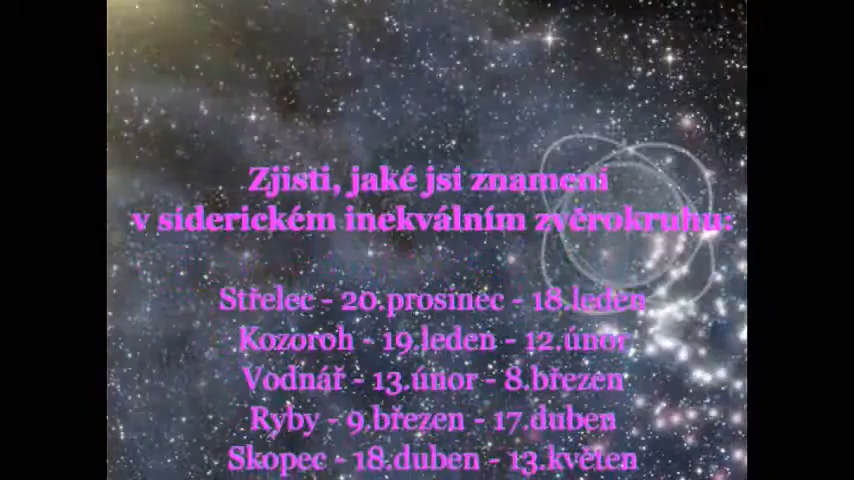 Zjisti, jaké jsi znamení
v siderickém inekválním zvěrokruhu:
Střelec - 20.prosinec - 18.leden
Kozoroh - 19.leden - 12.únor
Vodnář - 13.únor - 8.březen
Ryby - 9.březen - 17.duben
Skopec - 18.duben - 13.květen